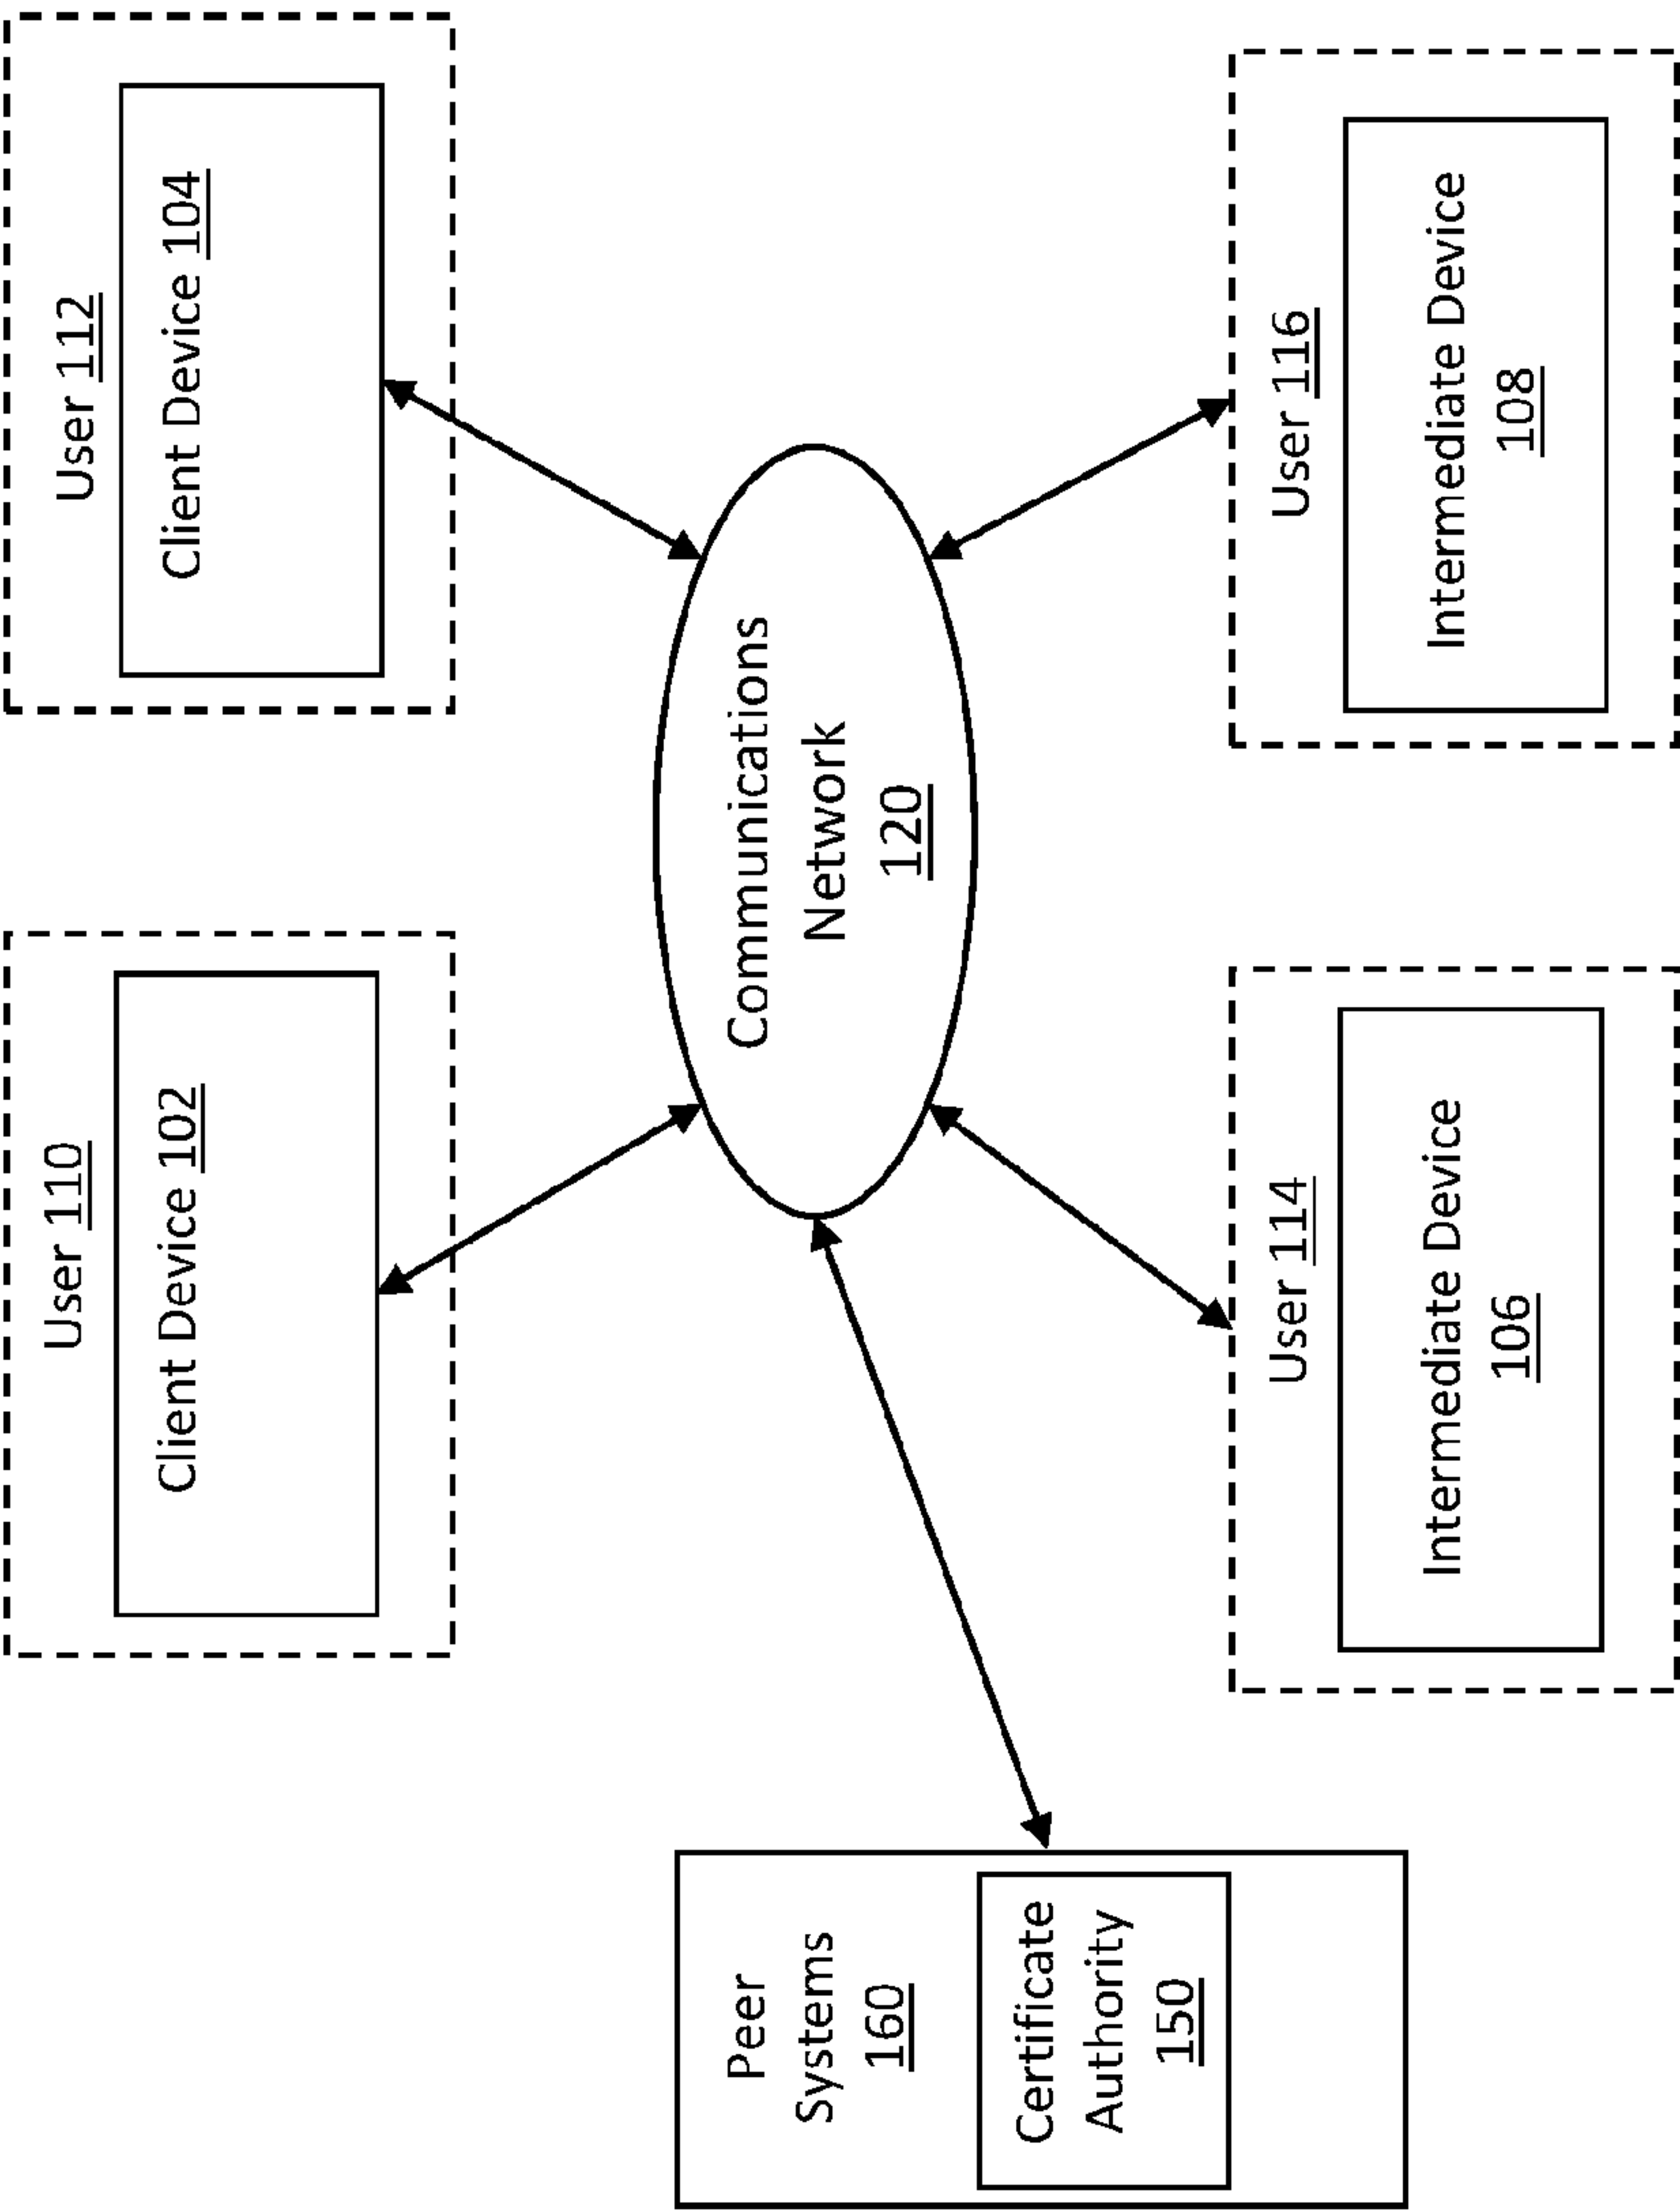 User 110
Client Device 102
User 112
Client Device 104
Peer
Systems
160
Certificate
Authority
150
Communications
Network
120
User 114
Intermediate Device
106
User 116
Intermediate Device
108